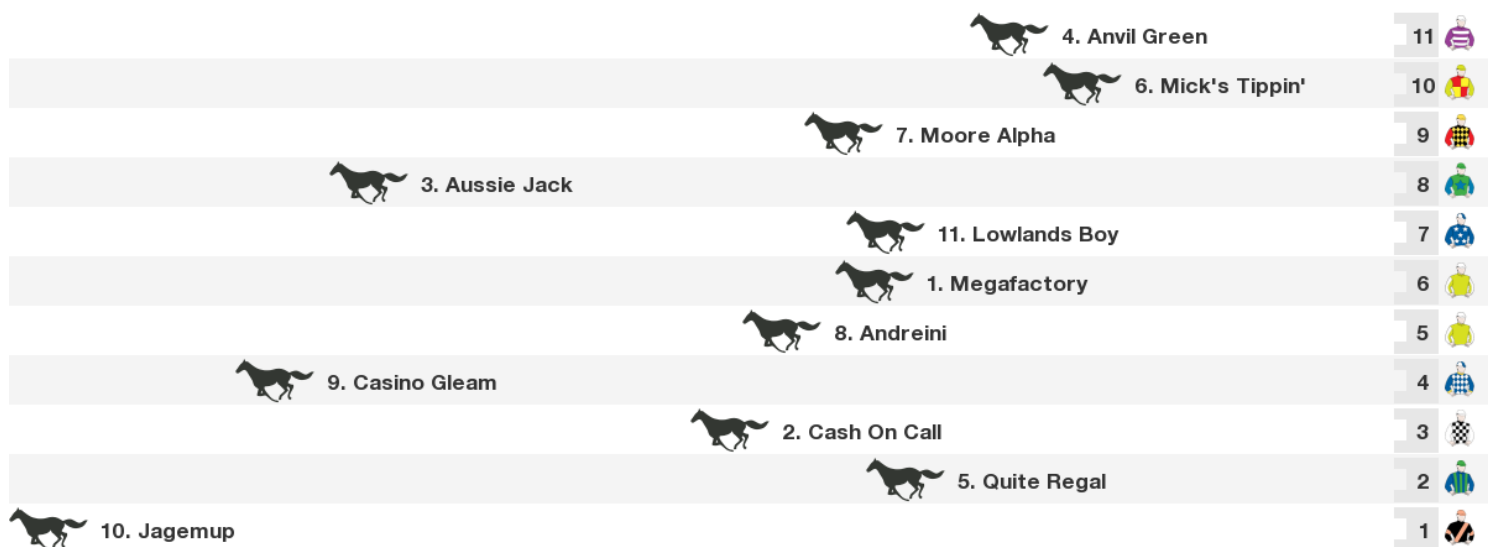 4. Anvil Green 11
6. Mick's Tippin' 10
7. Moore Alpha 9
3. Aussie Jack 8
11. Lowlands Boy 7
1. Megafactory 6
8. Andreini 5
9. Casino Gleam 4
2. Cash On Call 3
5. Quite Regal 2
10. Jagemup 1